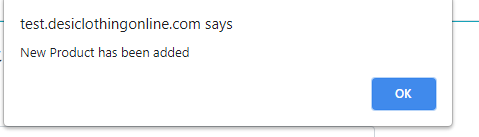 test.desiclothingonline.com says
New Product has been added
OK